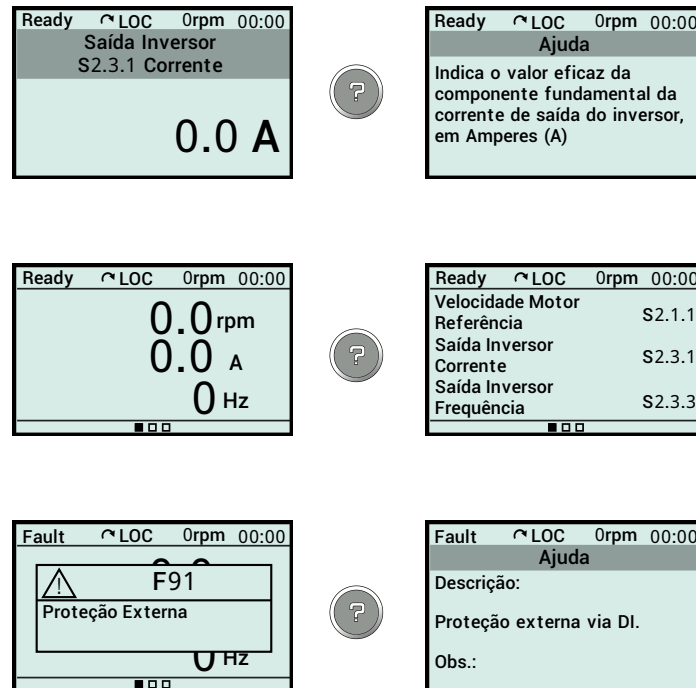 Ready LOC 0rpm 00:00
Saída Inversor
S2.3.1 Corrente
0.0 A
?
Ready LOC 0rpm 00:00
Ajuda
Indica o valor eficaz da
componente fundamental da
corrente de saída do inversor,
em Amperes (A)
Ready LOC 0rpm 00:00
0.0 rpm
0.0 A
0 Hz
?
Ready LOC 0rpm 00:00
Velocidade Motor
Referência S2.1.1
Saída Inversor
Corrente S2.3.1
Saída Inversor
Frequência S2.3.3
Fault LOC 0rpm 00:00
F91
Proteção Externa
0 Hz
?
Fault LOC 0rpm 00:00
Ajuda
Descrição:
Proteção externa via DI.
Obs.: